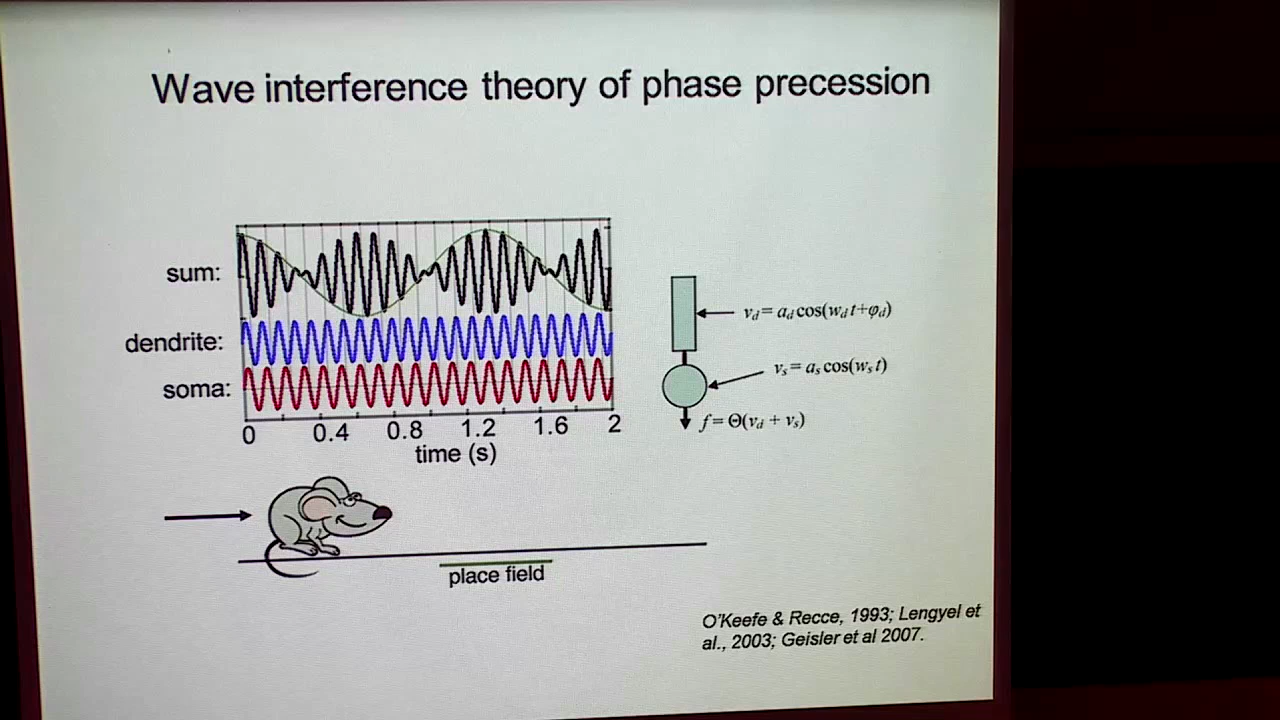 Wave interference theory of phase precession
sum:
dendrite:
soma:
0 0.4 0.8 1.2 1.6 2
time (s)
v_d = a_d cos(w_d t+φ_d)
v_s = a_s cos(w_s t)
f = Θ(v_d + v_s)
place field
O'Keefe & Recce, 1993; Lengyel et
al., 2003; Geisler et al 2007.